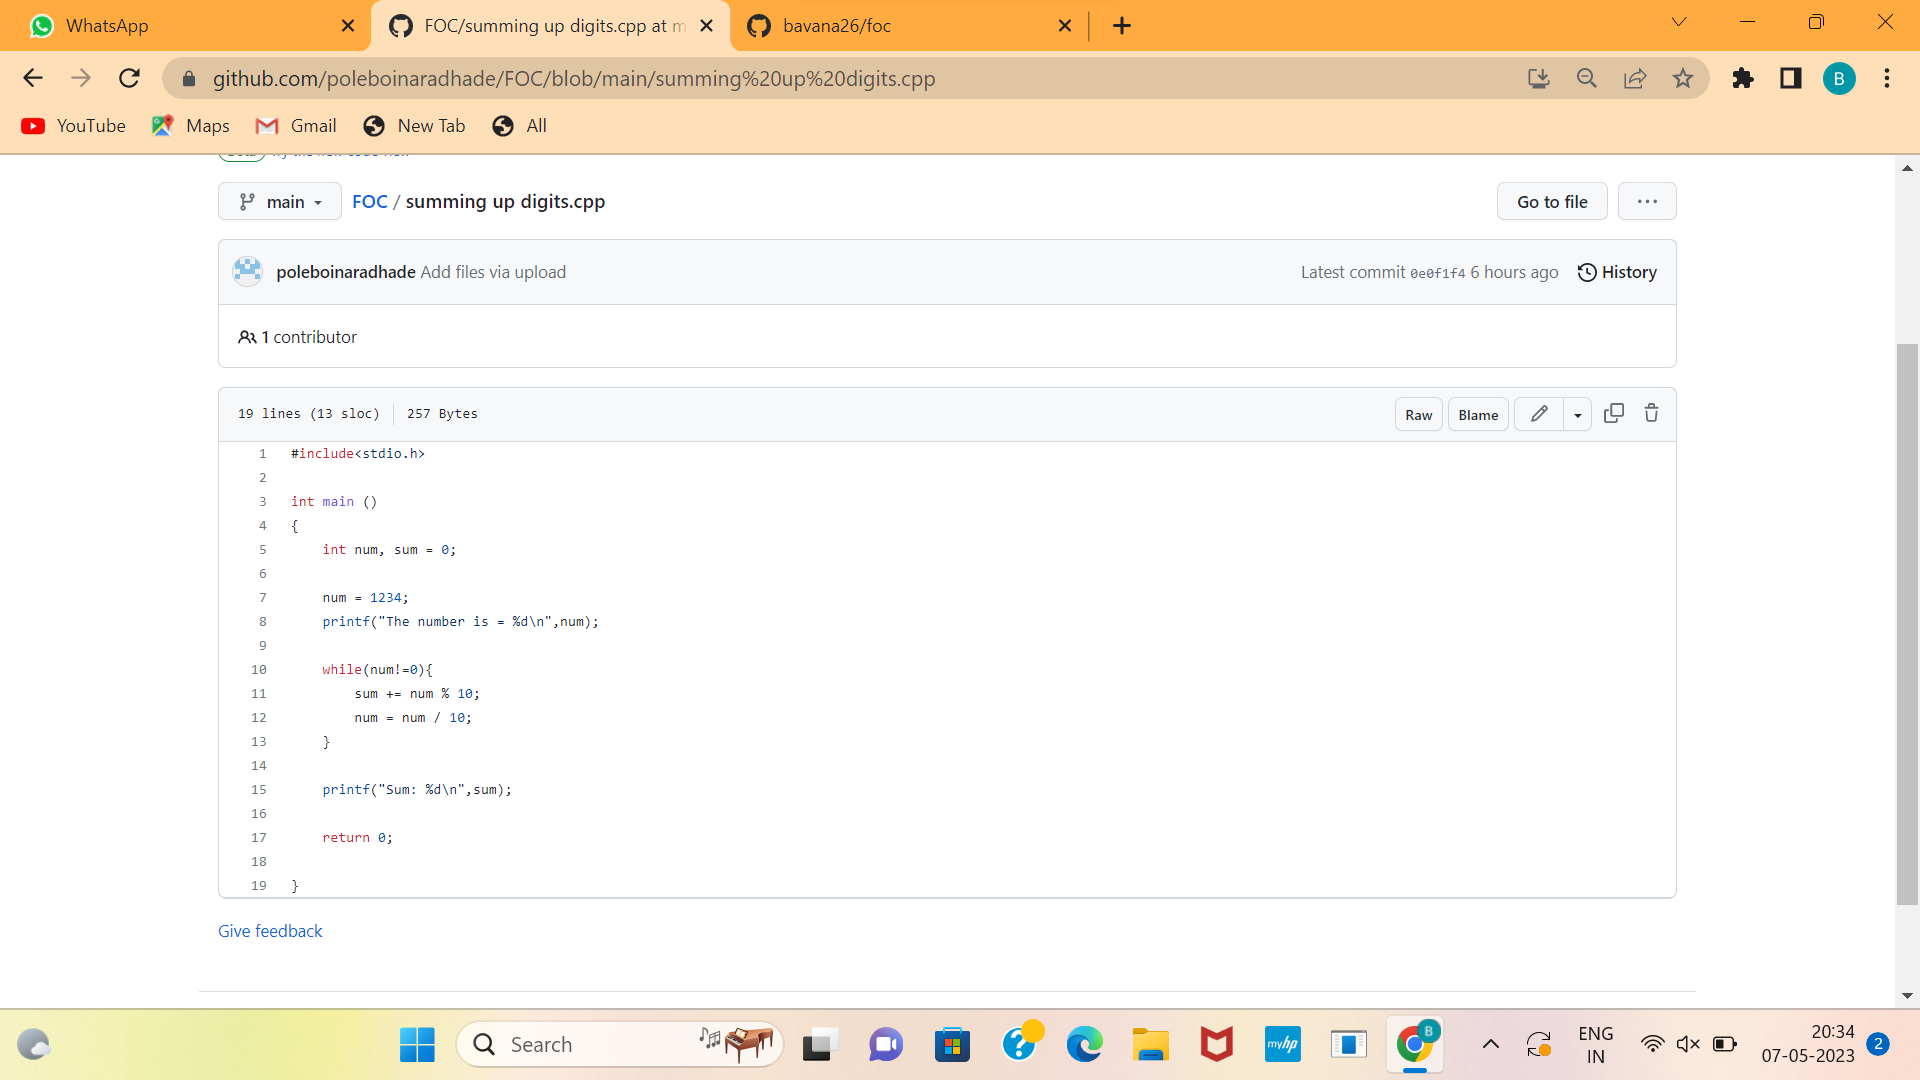 WhatsApp
FOC/summing up digits.cpp at m
bavana26/foc
github.com/poleboinaradhade/FOC/blob/main/summing%20up%20digits.cpp
B
YouTube
Maps
Gmail
New Tab
All
main
FOC / summing up digits.cpp
Go to file
poleboinaradhade Add files via upload
Latest commit 0e0f1f4 6 hours ago
History
1 contributor
19 lines (13 sloc)
257 Bytes
Raw
Blame
1 #include<stdio.h>
2
3 int main ()
4 {
5 int num, sum = 0;
6
7 num = 1234;
8 printf("The number is = %d\n",num);
9
10 while(num!=0){
11 sum += num % 10;
12 num = num / 10;
13 }
14
15 printf("Sum: %d\n",sum);
16
17 return 0;
18
19 }
Give feedback
Search
myhp
B
ENG
IN
20:34
07-05-2023
2